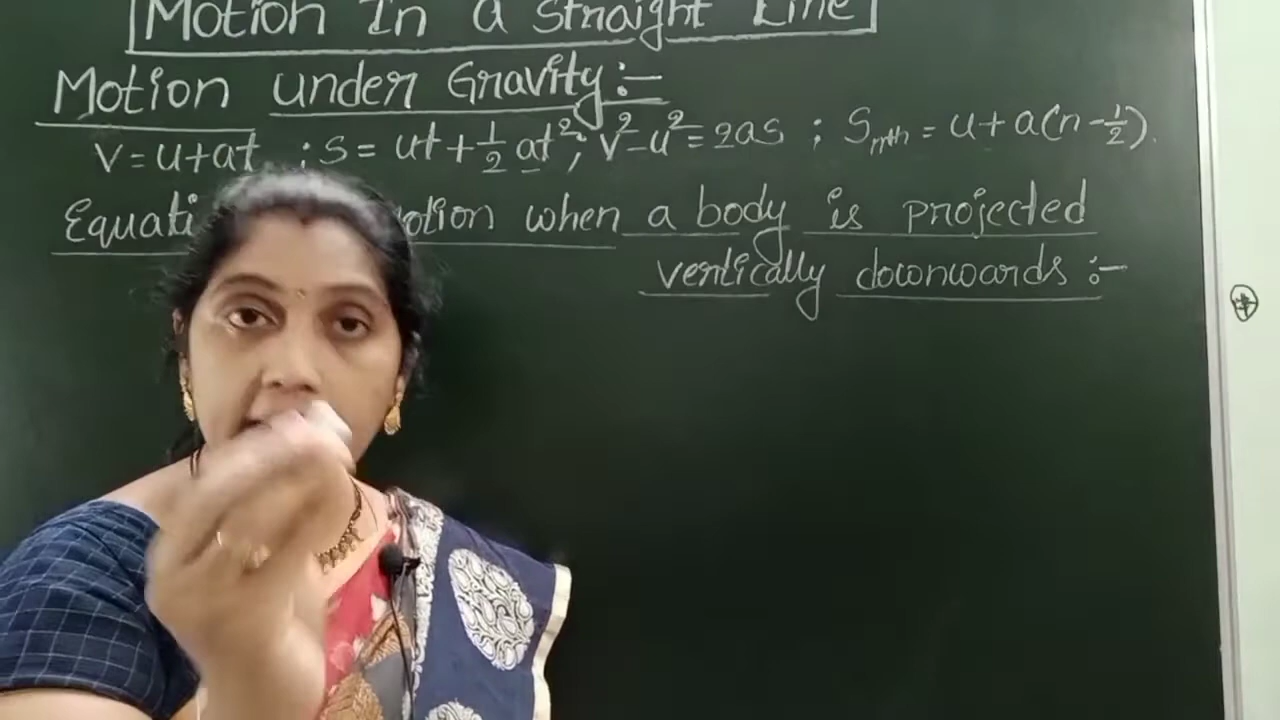 Motion In a Straight Line
Motion under Gravity:-
V = u+at ; S = ut + 1/2 at² ; V²-u² = 2as ; Snth = u + a(n - 1/2).
Equati otion when a body is projected
vertically downwards :-